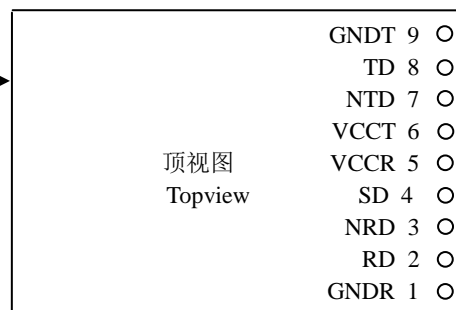 GNDT 9
TD 8
NTD 7
VCCT 6
顶视图 VCCR 5
Topview SD 4
NRD 3
RD 2
GNDR 1